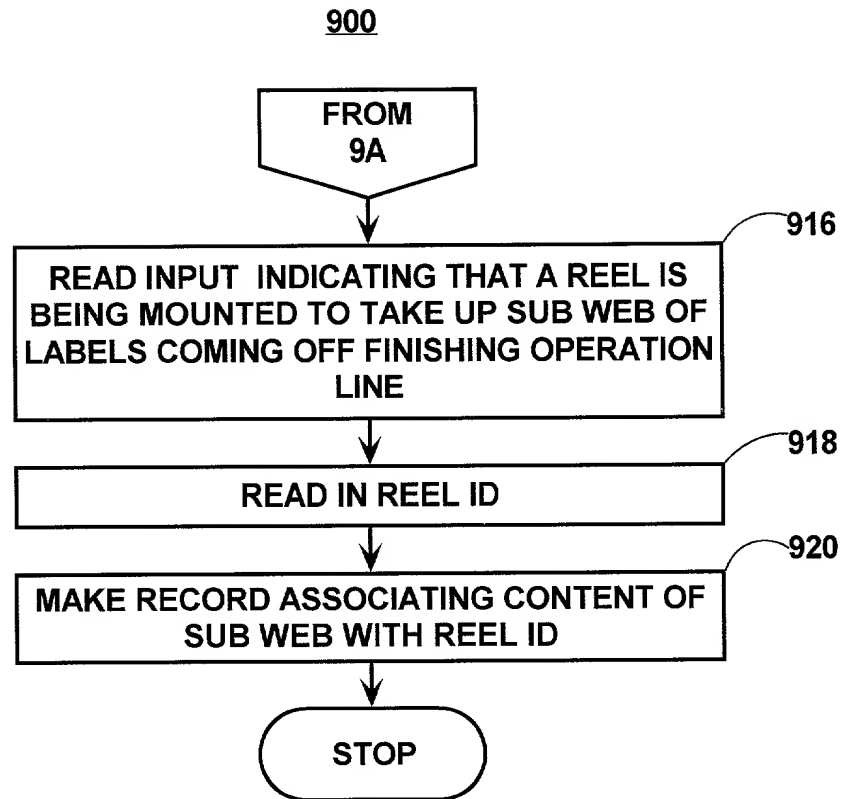 900
FROM
9A
916
READ INPUT INDICATING THAT A REEL IS
BEING MOUNTED TO TAKE UP SUB WEB OF
LABELS COMING OFF FINISHING OPERATION
LINE
918
READ IN REEL ID
920
MAKE RECORD ASSOCIATING CONTENT OF
SUB WEB WITH REEL ID
STOP